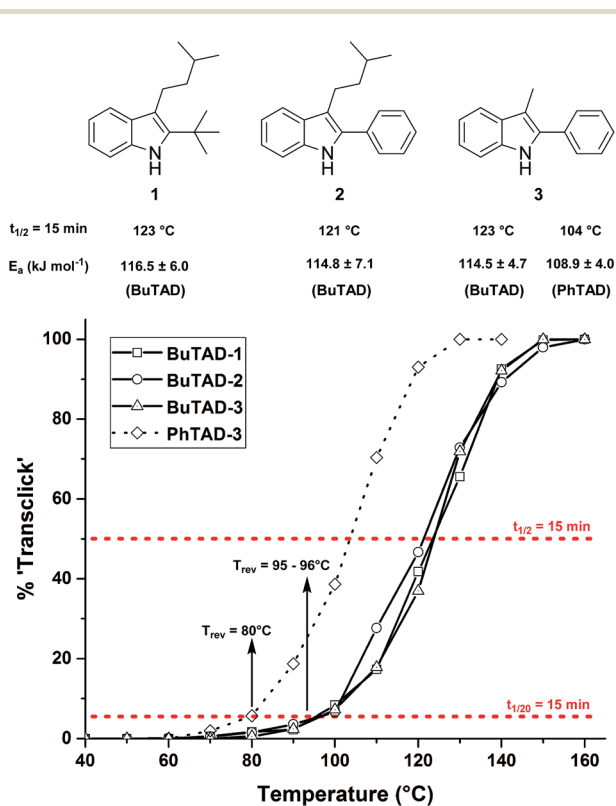 N
H
N
H
N
H
1
2
3
t1/2 = 15 min 123 °C 121 °C 123 °C 104 °C
Ea (kJ mol-1) 116.5 ± 6.0 114.8 ± 7.1 114.5 ± 4.7 108.9 ± 4.0
(BuTAD) (BuTAD) (BuTAD) (PhTAD)
100
80
60
40
20
0
% 'Transclick'
BuTAD-1
BuTAD-2
BuTAD-3
PhTAD-3
t1/2 = 15 min
Trev = 95 - 96°C
Trev = 80°C
t1/20 = 15 min
40 60 80 100 120 140 160
Temperature (°C)